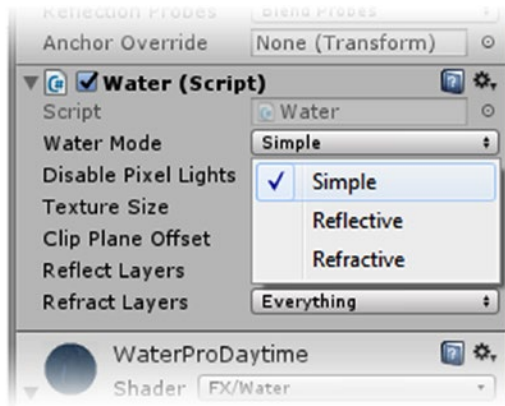 Reflection Probes Blend Probes
Anchor Override None (Transform)
Water (Script)
Script Water
Water Mode Simple
Disable Pixel Lights Simple
Texture Size Reflective
Clip Plane Offset Refractive
Reflect Layers
Refract Layers Everything
WaterProDaytime
Shader FX/Water